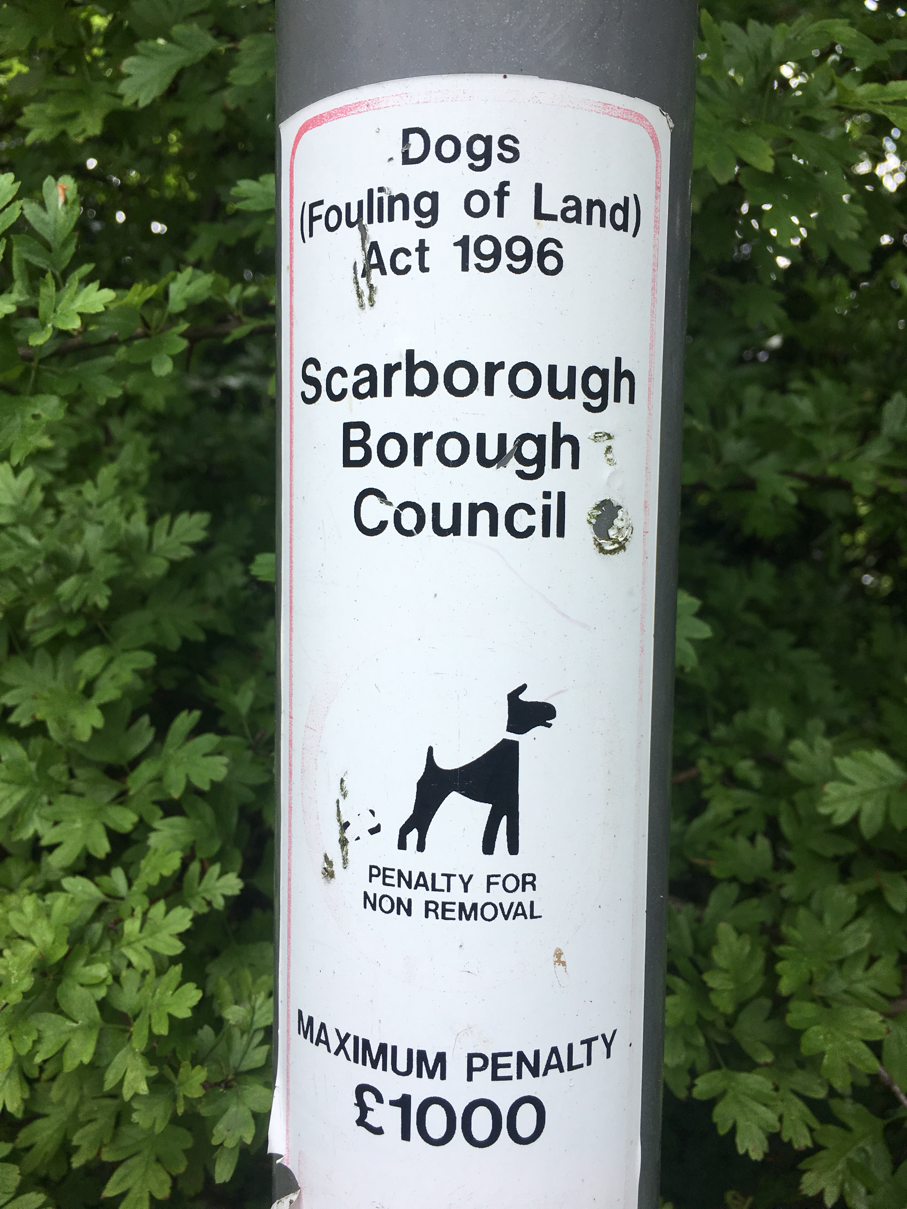 Dogs
(Fouling of Land)
Act 1996
Scarborough
Borough
Council
PENALTY FOR
NON REMOVAL
MAXIMUM PENALTY
£1000